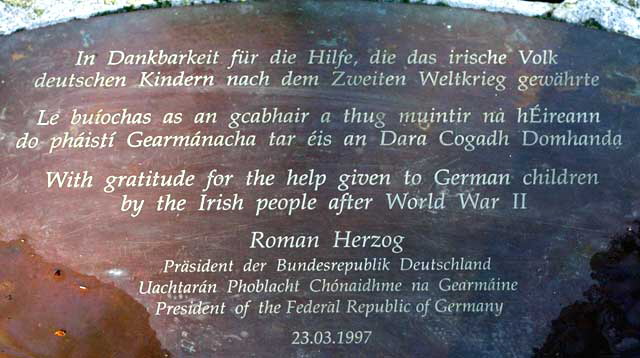 In Dankbarkeit für die Hilfe, die das irische Volk
deutschen Kindern nach dem Zweiten Weltkrieg gewährte
Le buíochas as an gcabhair a thug muintir na hÉireann
do pháistí Gearmánacha tar éis an Dara Cogadh Domhanda
With gratitude for the help given to German children
by the Irish people after World War II
Roman Herzog
Präsident der Bundesrepublik Deutschland
Uachtarán Phoblacht Chónaidhme na Gearmáine
President of the Federal Republic of Germany
23.03.1997